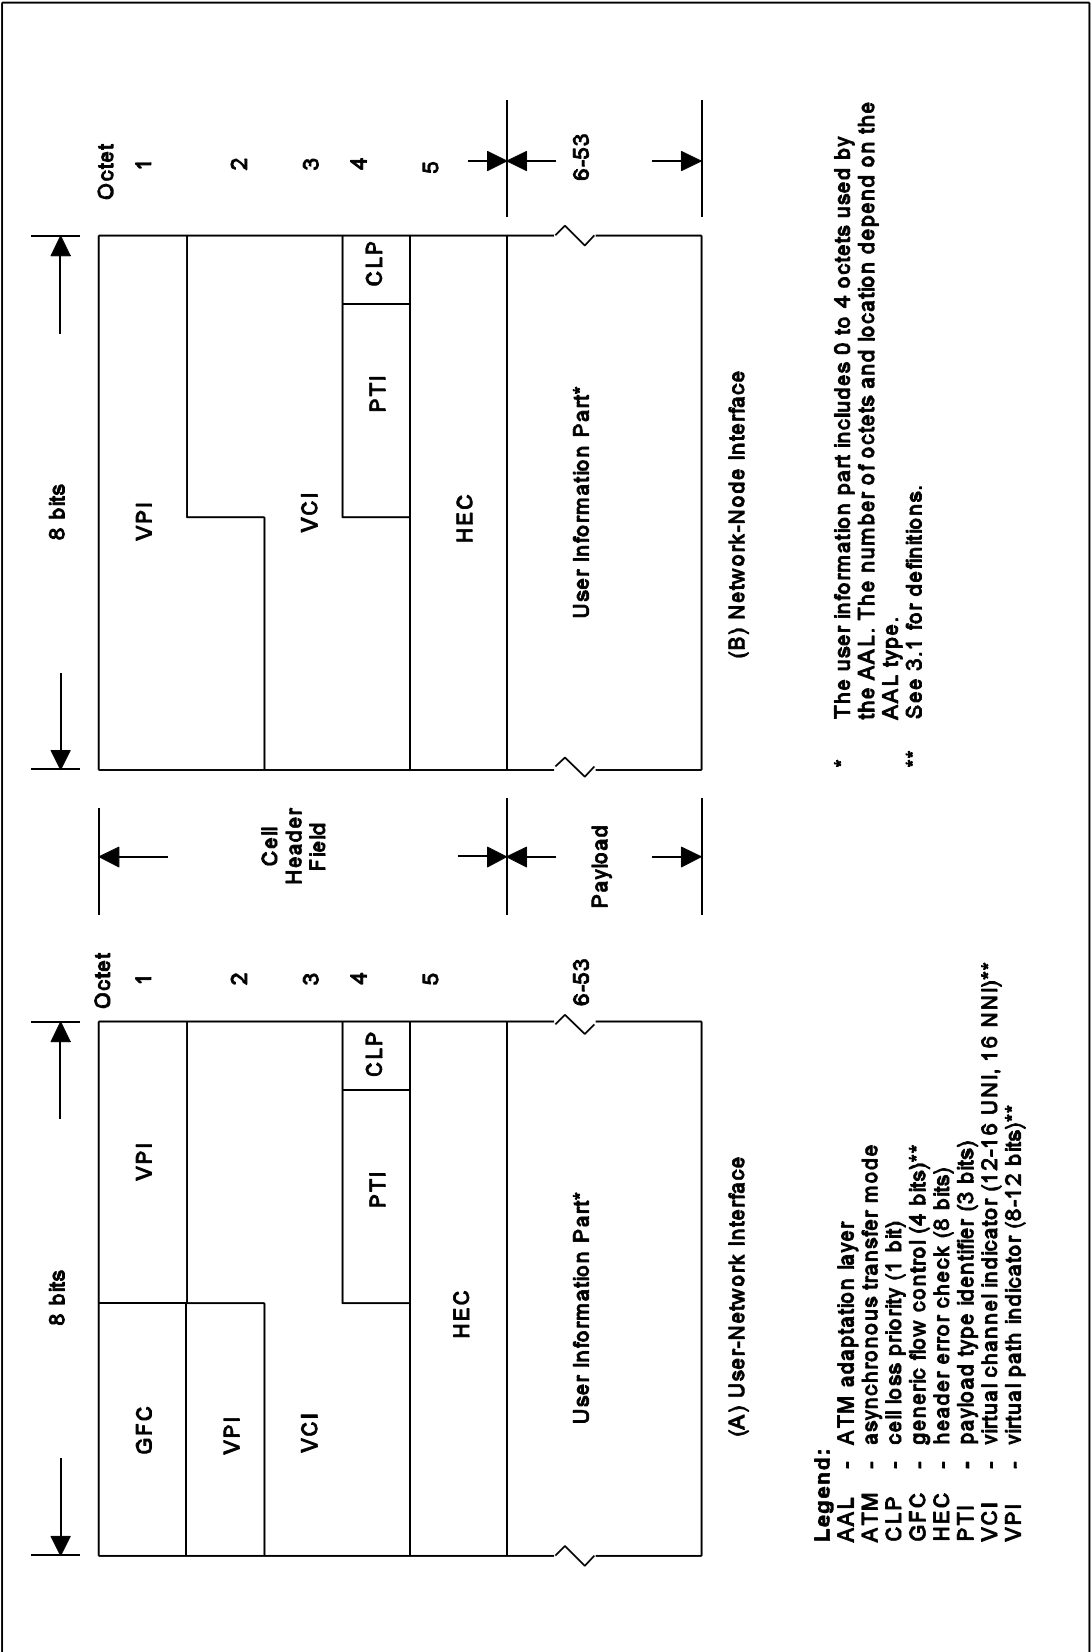 8 bits
Octet
GFC
VPI
1
VPI
2
VCI
3
PTI
CLP
4
HEC
5
User Information Part*
6-53
(A) User-Network Interface
Cell
Header
Field
Payload
8 bits
Octet
VPI
1
2
VCI
3
PTI
CLP
4
HEC
5
User Information Part*
6-53
(B) Network-Node Interface
Legend:
AAL - ATM adaptation layer
ATM - asynchronous transfer mode
CLP - cell loss priority (1 bit)
GFC - generic flow control (4 bits)**
HEC - header error check (8 bits)
PTI - payload type identifier (3 bits)
VCI - virtual channel indicator (12-16 UNI, 16 NNI)**
VPI - virtual path indicator (8-12 bits)**
* The user information part includes 0 to 4 octets used by
the AAL. The number of octets and location depend on the
AAL type.
** See 3.1 for definitions.